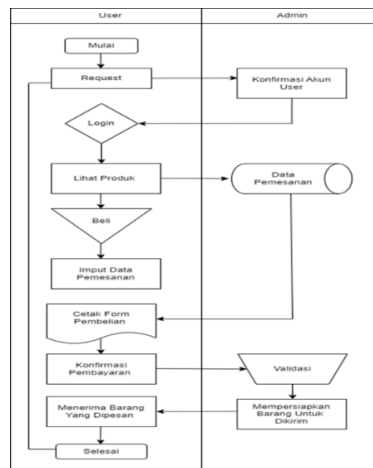 User
Admin
Mulai
Request
Konfirmasi Akun
User
Login
Lihat Produk
Data
Pemesanan
Beli
Imput Data
Pemesanan
Cetak Form
Pembelian
Konfirmasi
Pembayaran
Validasi
Menerima Barang
Yang Dipesan
Mempersiapkan
Barang Untuk
Dikirim
Selesai